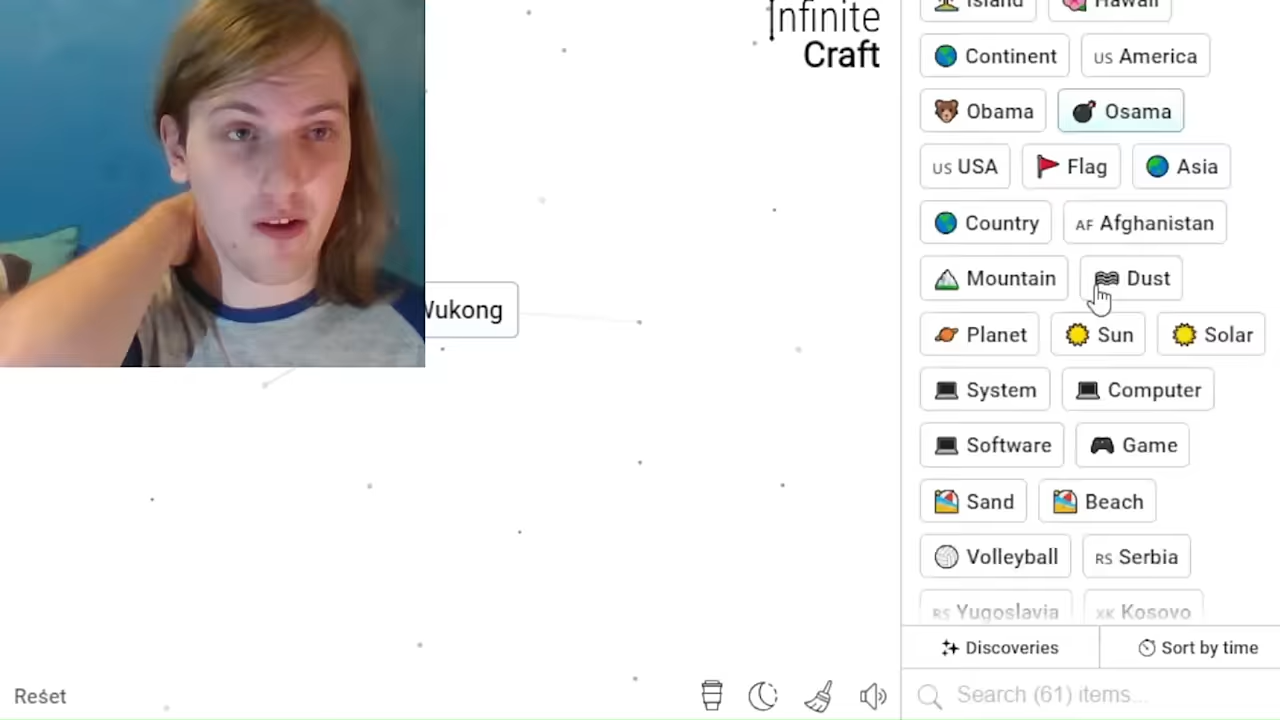 Infinite
Craft
Island Hawaii
Continent US America
Obama Osama
US USA Flag Asia
Country AF Afghanistan
Wukong
Mountain Dust
Planet Sun Solar
System Computer
Software Game
Sand Beach
Volleyball RS Serbia
RS Yugoslavia XK Kosovo
Discoveries Sort by time
Reset
Search (61) items...